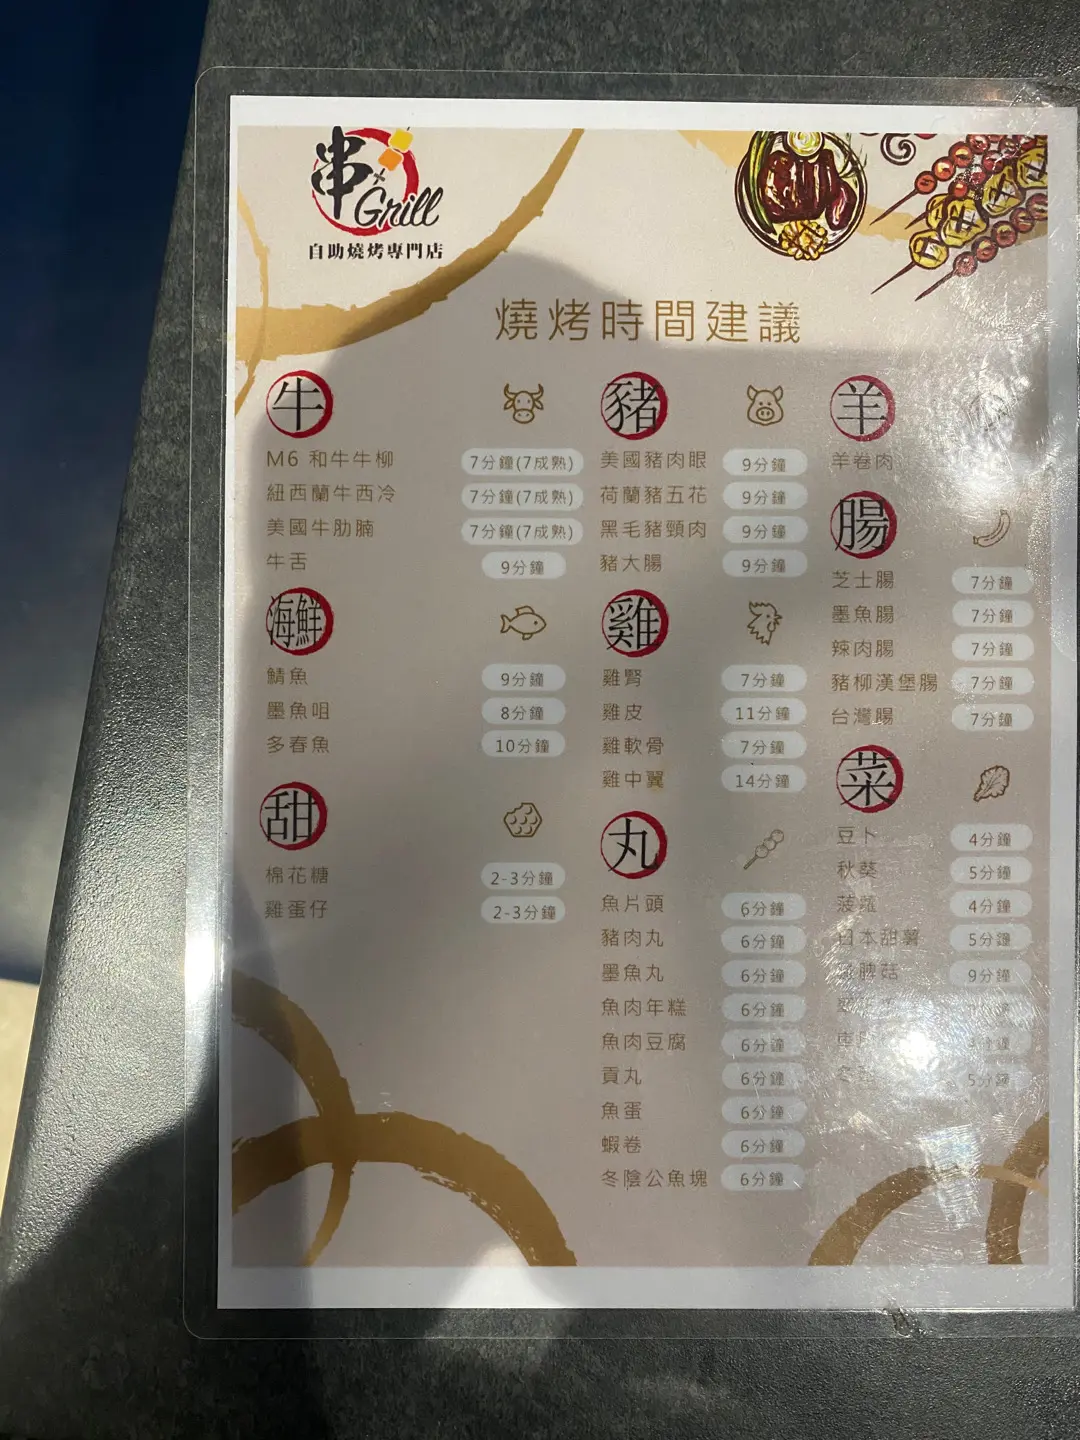 串
Grill
自助燒烤專門店
燒烤時間建議
牛
M6 和牛牛柳 7分鐘(7成熟)
紐西蘭牛西冷 7分鐘(7成熟)
美國牛肋腩 7分鐘(7成熟)
牛舌 9分鐘
海鮮
鯖魚 9分鐘
墨魚咀 8分鐘
多春魚 10分鐘
甜
棉花糖 2-3分鐘
雞蛋仔 2-3分鐘
豬
美國豬肉眼 9分鐘
荷蘭豬五花 9分鐘
黑毛豬頸肉 9分鐘
豬大腸 9分鐘
雞
雞腎 7分鐘
雞皮 11分鐘
雞軟骨 7分鐘
雞中翼 14分鐘
丸
魚片頭 6分鐘
豬肉丸 6分鐘
墨魚丸 6分鐘
魚肉年糕 6分鐘
魚肉豆腐 6分鐘
貢丸 6分鐘
魚蛋 6分鐘
蝦卷 6分鐘
冬陰公魚塊 6分鐘
羊
羊卷肉
腸
芝士腸 7分鐘
墨魚腸 7分鐘
辣肉腸 7分鐘
豬柳漢堡腸 7分鐘
台灣腸 7分鐘
菜
豆卜 4分鐘
秋葵 5分鐘
菠蘿 4分鐘
日本甜薯 5分鐘
脾菇 9分鐘
5分鐘